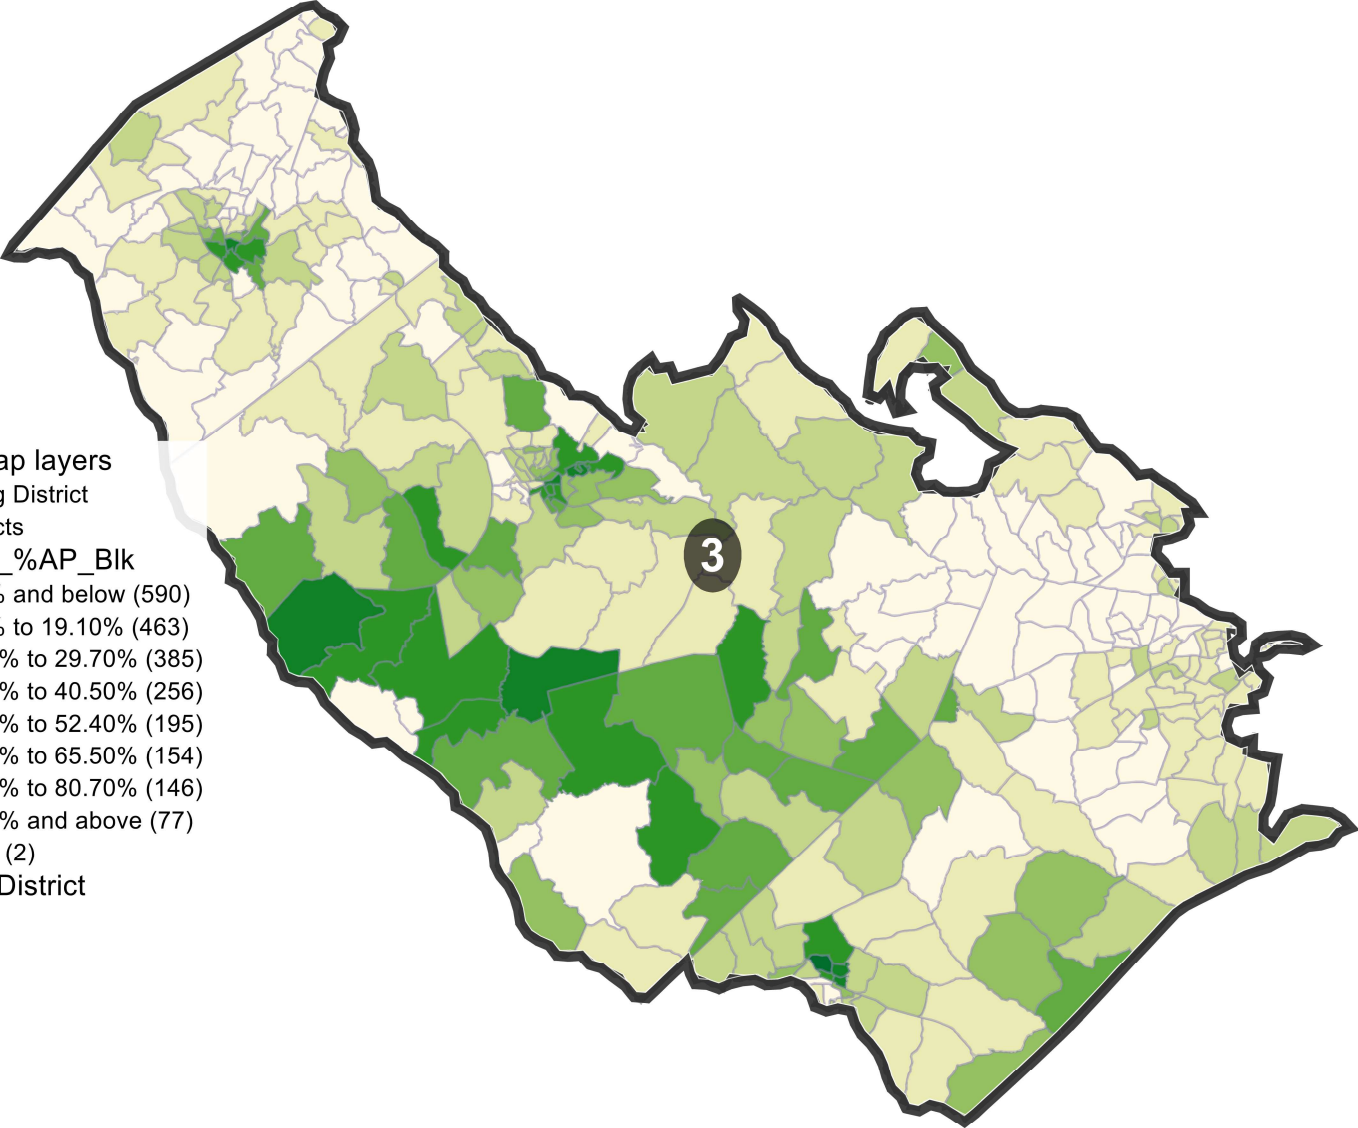 ap layers
g District
cts
_%AP_Blk
% and below (590)
% to 19.10% (463)
% to 29.70% (385)
% to 40.50% (256)
% to 52.40% (195)
% to 65.50% (154)
% to 80.70% (146)
% and above (77)
(2)
District
3